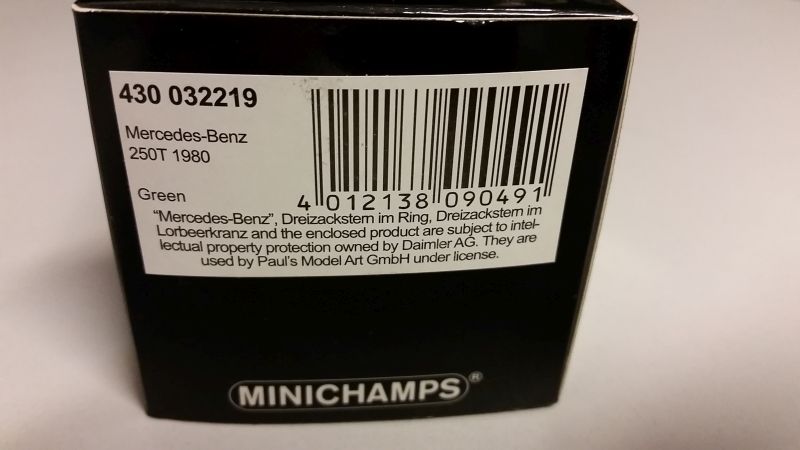 430 032219
Mercedes-Benz
250T 1980
Green
4 012138 090491
"Mercedes-Benz", Dreizackstern im Ring, Dreizackstern im
Lorbeerkranz and the enclosed product are subject to intel-
lectual property protection owned by Daimler AG. They are
used by Paul's Model Art GmbH under license.
MINICHAMPS®